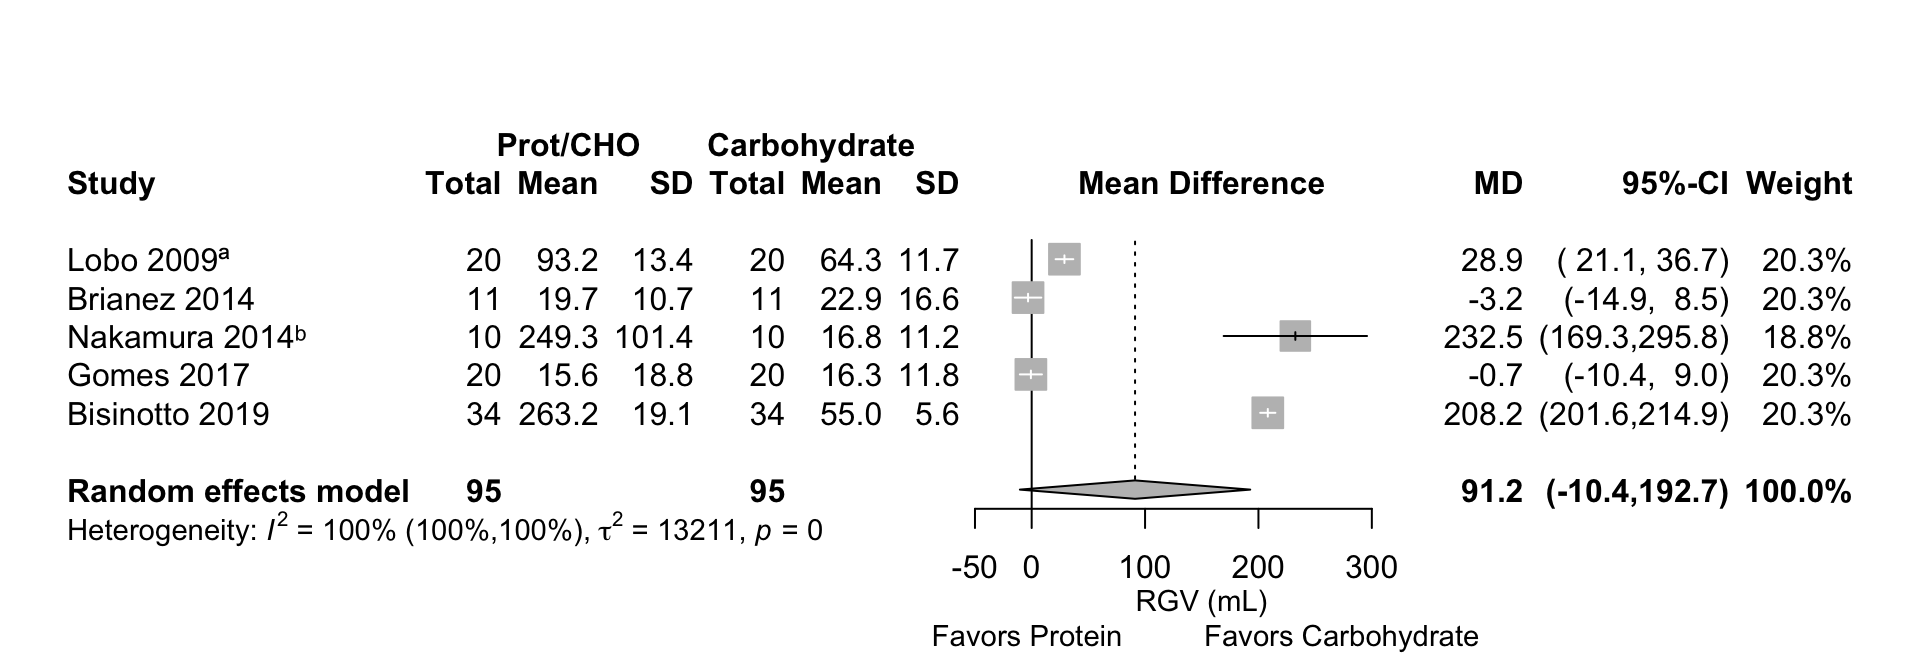 Prot/CHO Carbohydrate
Study Total Mean SD Total Mean SD Mean Difference MD 95%-CI Weight
Lobo 2009ª 20 93.2 13.4 20 64.3 11.7 28.9 ( 21.1, 36.7) 20.3%
Brianez 2014 11 19.7 10.7 11 22.9 16.6 -3.2 (-14.9, 8.5) 20.3%
Nakamura 2014ᵇ 10 249.3 101.4 10 16.8 11.2 232.5 (169.3,295.8) 18.8%
Gomes 2017 20 15.6 18.8 20 16.3 11.8 -0.7 (-10.4, 9.0) 20.3%
Bisinotto 2019 34 263.2 19.1 34 55.0 5.6 208.2 (201.6,214.9) 20.3%
Random effects model 95 95 91.2 (-10.4,192.7) 100.0%
Heterogeneity: I² = 100% (100%,100%), τ² = 13211, p = 0
-50 0 100 200 300
RGV (mL)
Favors Protein Favors Carbohydrate